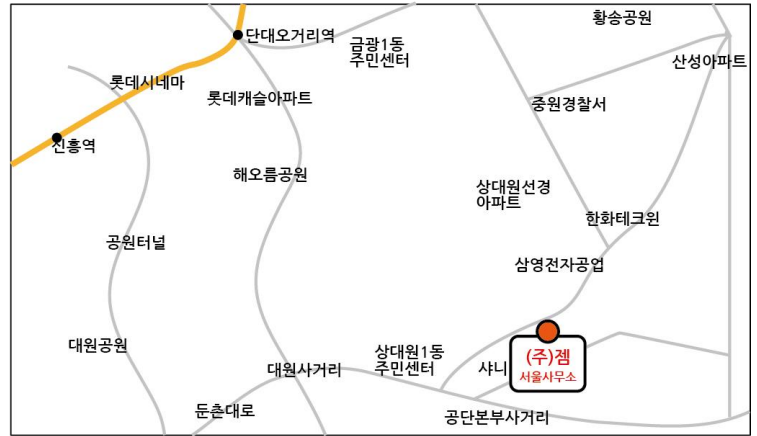 황송공원
단대오거리역
금광1동
주민센터
산성아파트
롯데시네마
롯데캐슬아파트
중원경찰서
진흥역
해오름공원
상대원선경
아파트
한화테크윈
공원터널
삼영전자공업
대원공원
상대원1동
주민센터
대원사거리
샤니
(주)젬
서울사무소
둔촌대로
공단본부사거리